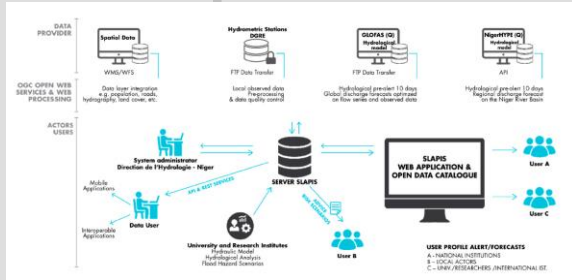 DATA
PROVIDER
Spatial Data
WMS/WFS
Hydrometric Stations
DGRE
FTP Data Transfer
GLOFAS (Q)
Hydrological
model
FTP Data Transfer
NigerHYPE (Q)
Hydrological
model
API
OGC OPEN WEB
SERVICES & WEB
PROCESSING
Data layer integration
e.g. population, roads,
hydrography, land cover, etc.
Local observed data
Pre-processing
& data quality control
Hydrological pre-alert 10 days
Global discharge forecasts optimized
on flow series and observed data
Hydrological pre-alert 10 days
Regional discharge forecast
on the Niger River Basin
ACTORS
USERS
System administrator
Direction de l'Hydrologie - Niger
SERVER SLAPIS
SLAPIS
WEB APPLICATION &
OPEN DATA CATALOGUE
User A
Mobile
Applications
API & REST SERVICES
Data User
Interoperable
Applications
University and Research Institutes
Hydraulic Model
Hydrological Analysis
Flood Hazard Scenarios
User B
User C
USER PROFILE ALERT/FORECASTS
A - NATIONAL INSTITUTIONS
B - LOCAL ACTORS
C - UNIV./RESEARCHERS/INTERNATIONAL IST.